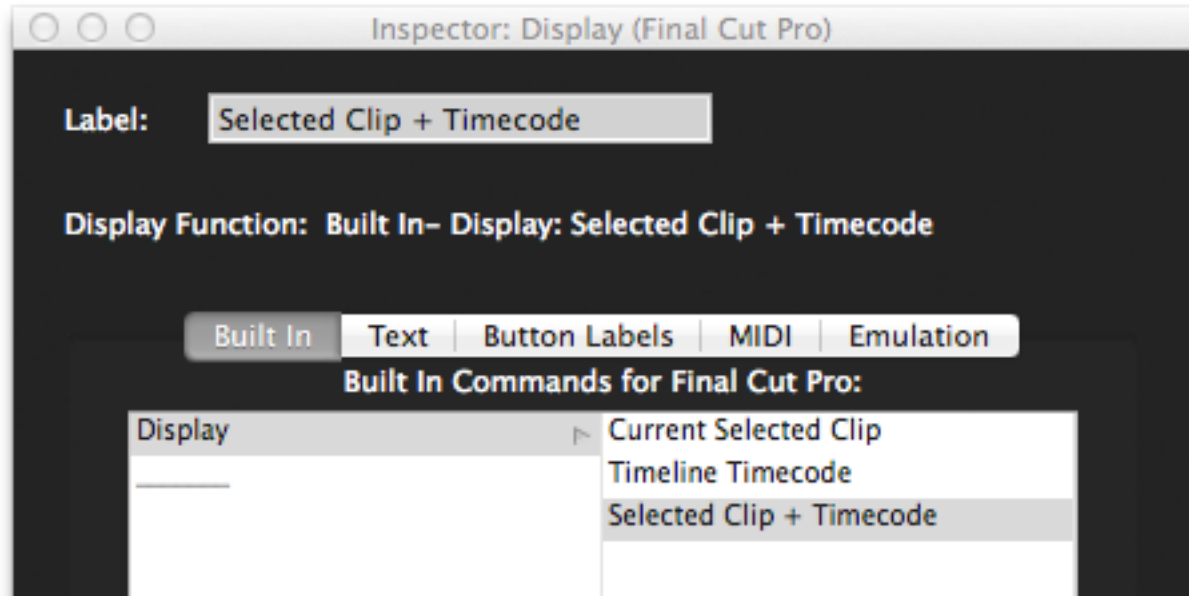 Inspector: Display (Final Cut Pro)
Label: Selected Clip + Timecode
Display Function: Built In- Display: Selected Clip + Timecode
Built In Text Button Labels MIDI Emulation
Built In Commands for Final Cut Pro:
Display Current Selected Clip
Timeline Timecode
Selected Clip + Timecode